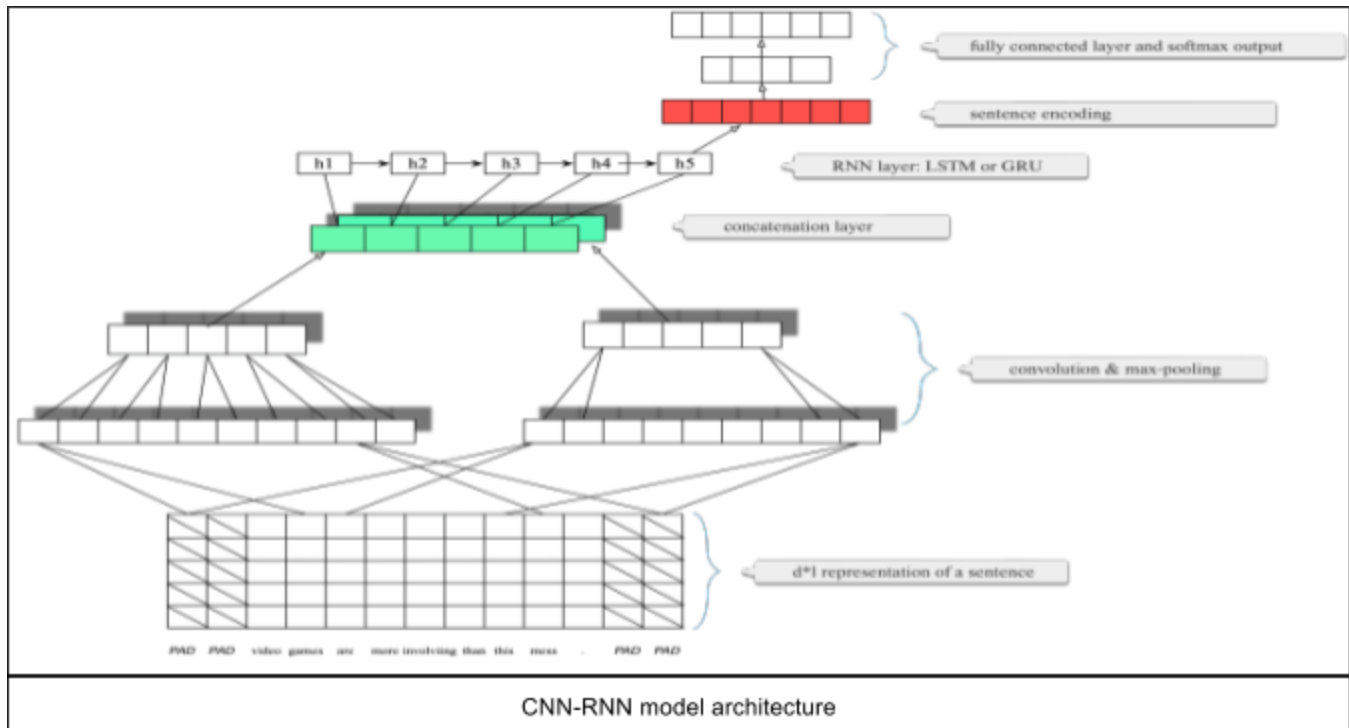 fully connected layer and softmax output
sentence encoding
h1 h2 h3 h4 h5
RNN layer: LSTM or GRU
concatenation layer
convolution & max-pooling
d*l representation of a sentence
PAD PAD video games are more involviing than this mess . PAD PAD
CNN-RNN model architecture